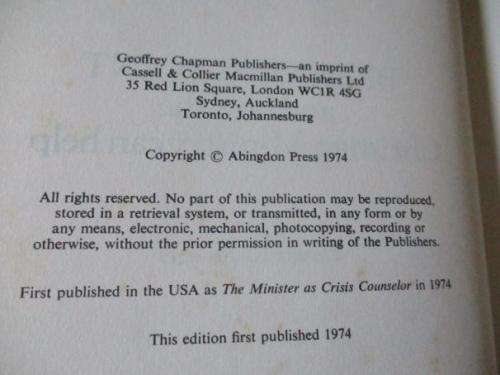 Geoffrey Chapman Publishers—an imprint of
Cassell & Collier Macmillan Publishers Ltd
35 Red Lion Square, London WC1R 4SG
Sydney, Auckland
Toronto, Johannesburg
Copyright © Abingdon Press 1974
All rights reserved. No part of this publication may be reproduced,
stored in a retrieval system, or transmitted, in any form or by
any means, electronic, mechanical, photocopying, recording or
otherwise, without the prior permission in writing of the Publishers.
First published in the USA as The Minister as Crisis Counselor in 1974
This edition first published 1974